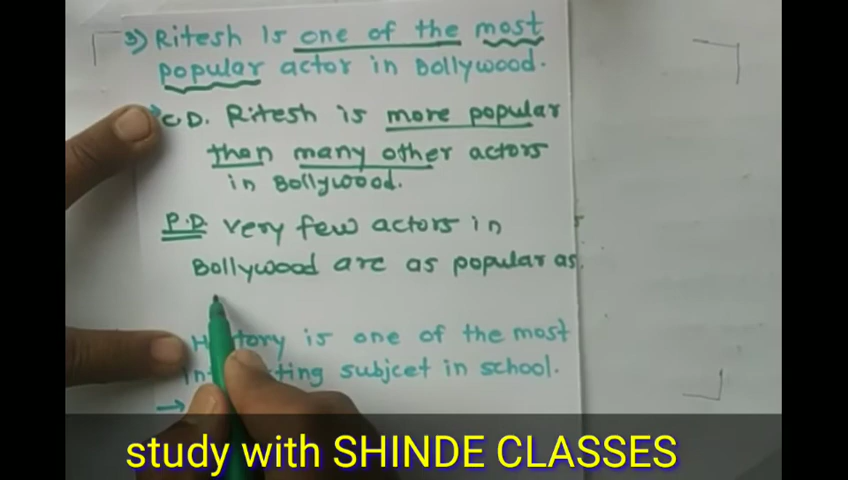 3) Ritesh is one of the most
popular actor in Bollywood.
C.D. Ritesh is more popular
than many other actors
in Bollywood.
P.D. Very few actors in
Bollywood are as popular as
is one of the most
subjcet in school.
study with SHINDE CLASSES